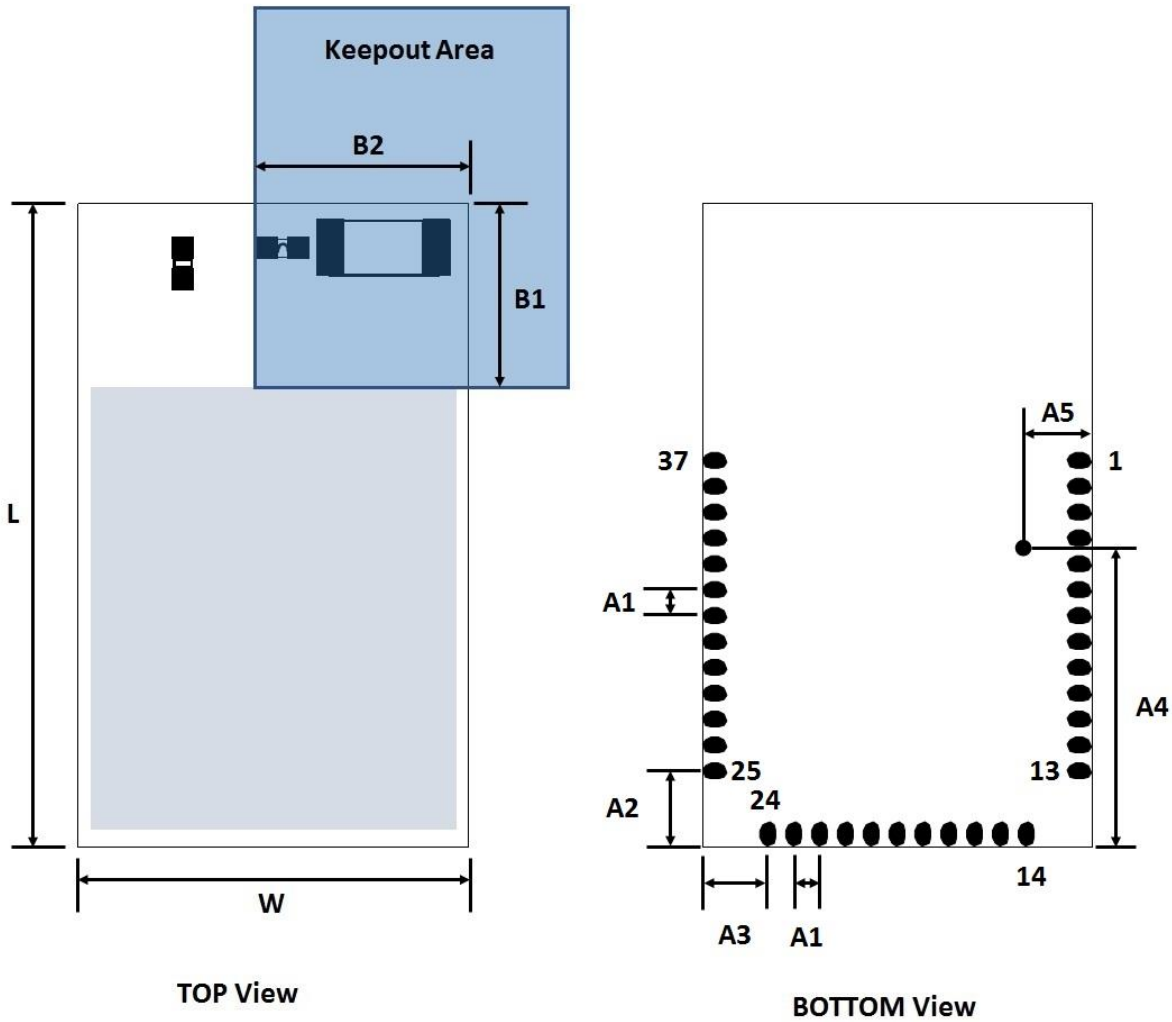 Keepout Area
B2
B1
L
W
TOP View
A5
37
1
A1
A4
25
13
A2
24
14
A3
A1
BOTTOM View